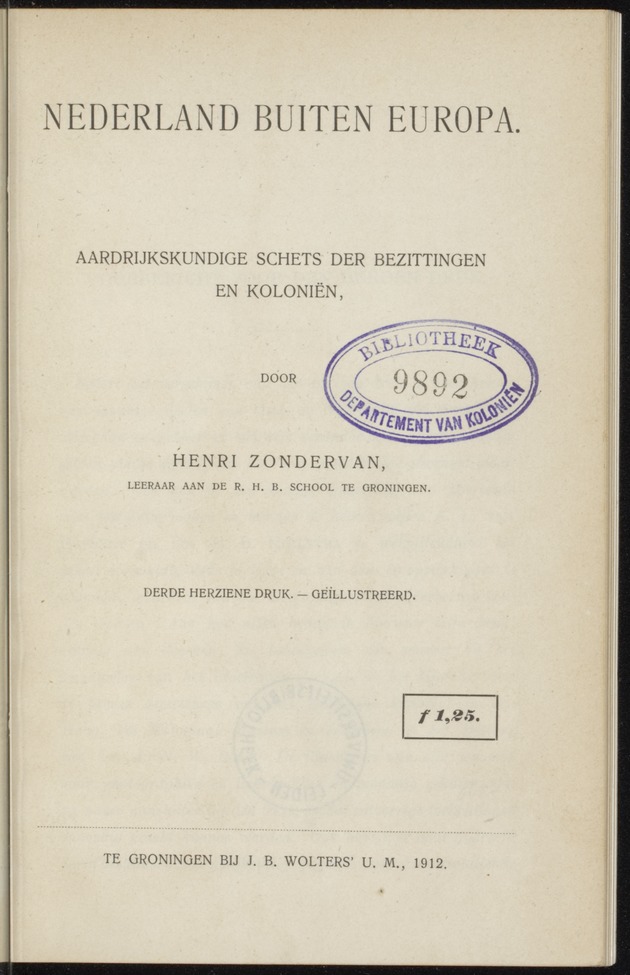 NEDERLAND BUITEN EUROPA.
AARDRIJKSKUNDIGE SCHETS DER BEZITTINGEN
EN KOLONIËN,
DOOR
BIBLIOTHEEK
9892
DEPARTEMENT VAN KOLONIËN
HENRI ZONDERVAN,
LEERAAR AAN DE R. H. B. SCHOOL TE GRONINGEN.
DERDE HERZIENE DRUK. — GEÏLLUSTREERD.
f 1,25.
TE GRONINGEN BIJ J. B. WOLTERS' U. M., 1912.